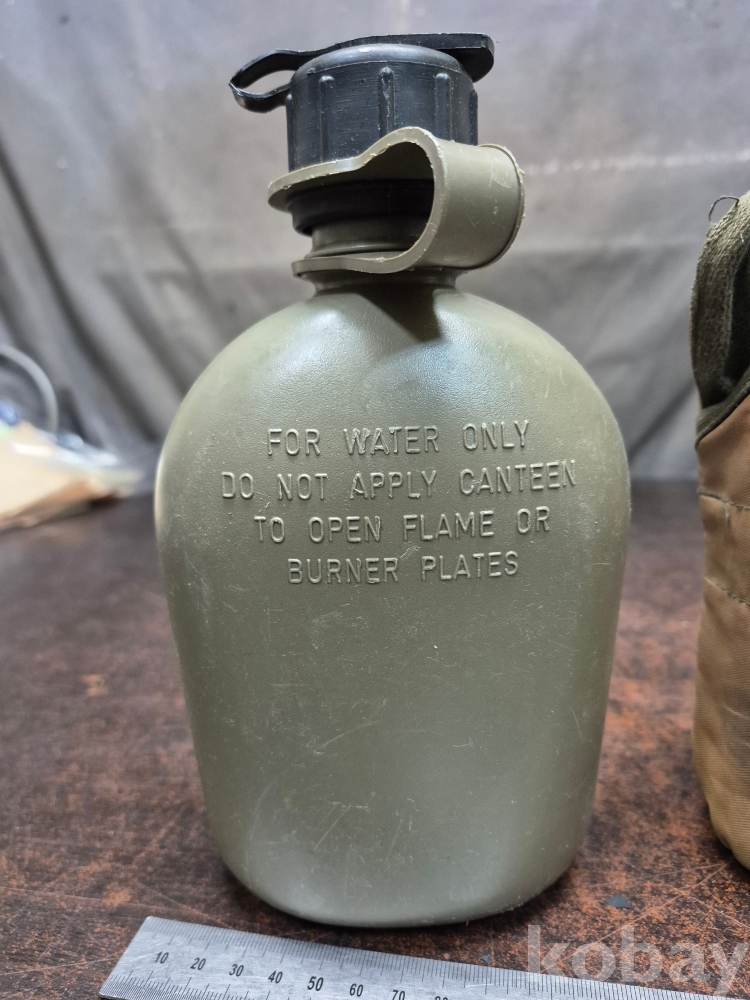 FOR WATER ONLY
DO NOT APPLY CANTEEN
TO OPEN FLAME OR
BURNER PLATES
10 20 30 40 50 60 70 80
kobay